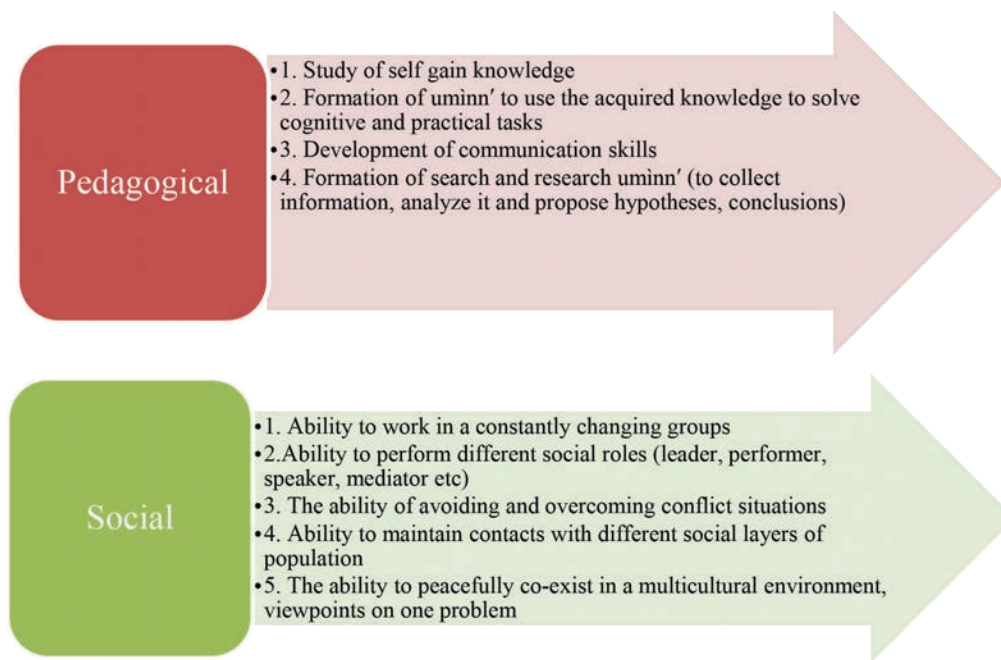 Pedagogical
•1. Study of self gain knowledge
•2. Formation of umìnn′ to use the acquired knowledge to solve
cognitive and practical tasks
•3. Development of communication skills
•4. Formation of search and research umìnn′ (to collect
information, analyze it and propose hypotheses, conclusions)
Social
•1. Ability to work in a constantly changing groups
•2.Ability to perform different social roles (leader, performer,
speaker, mediator etc)
•3. The ability of avoiding and overcoming conflict situations
•4. Ability to maintain contacts with different social layers of
population
•5. The ability to peacefully co-exist in a multicultural environment,
viewpoints on one problem